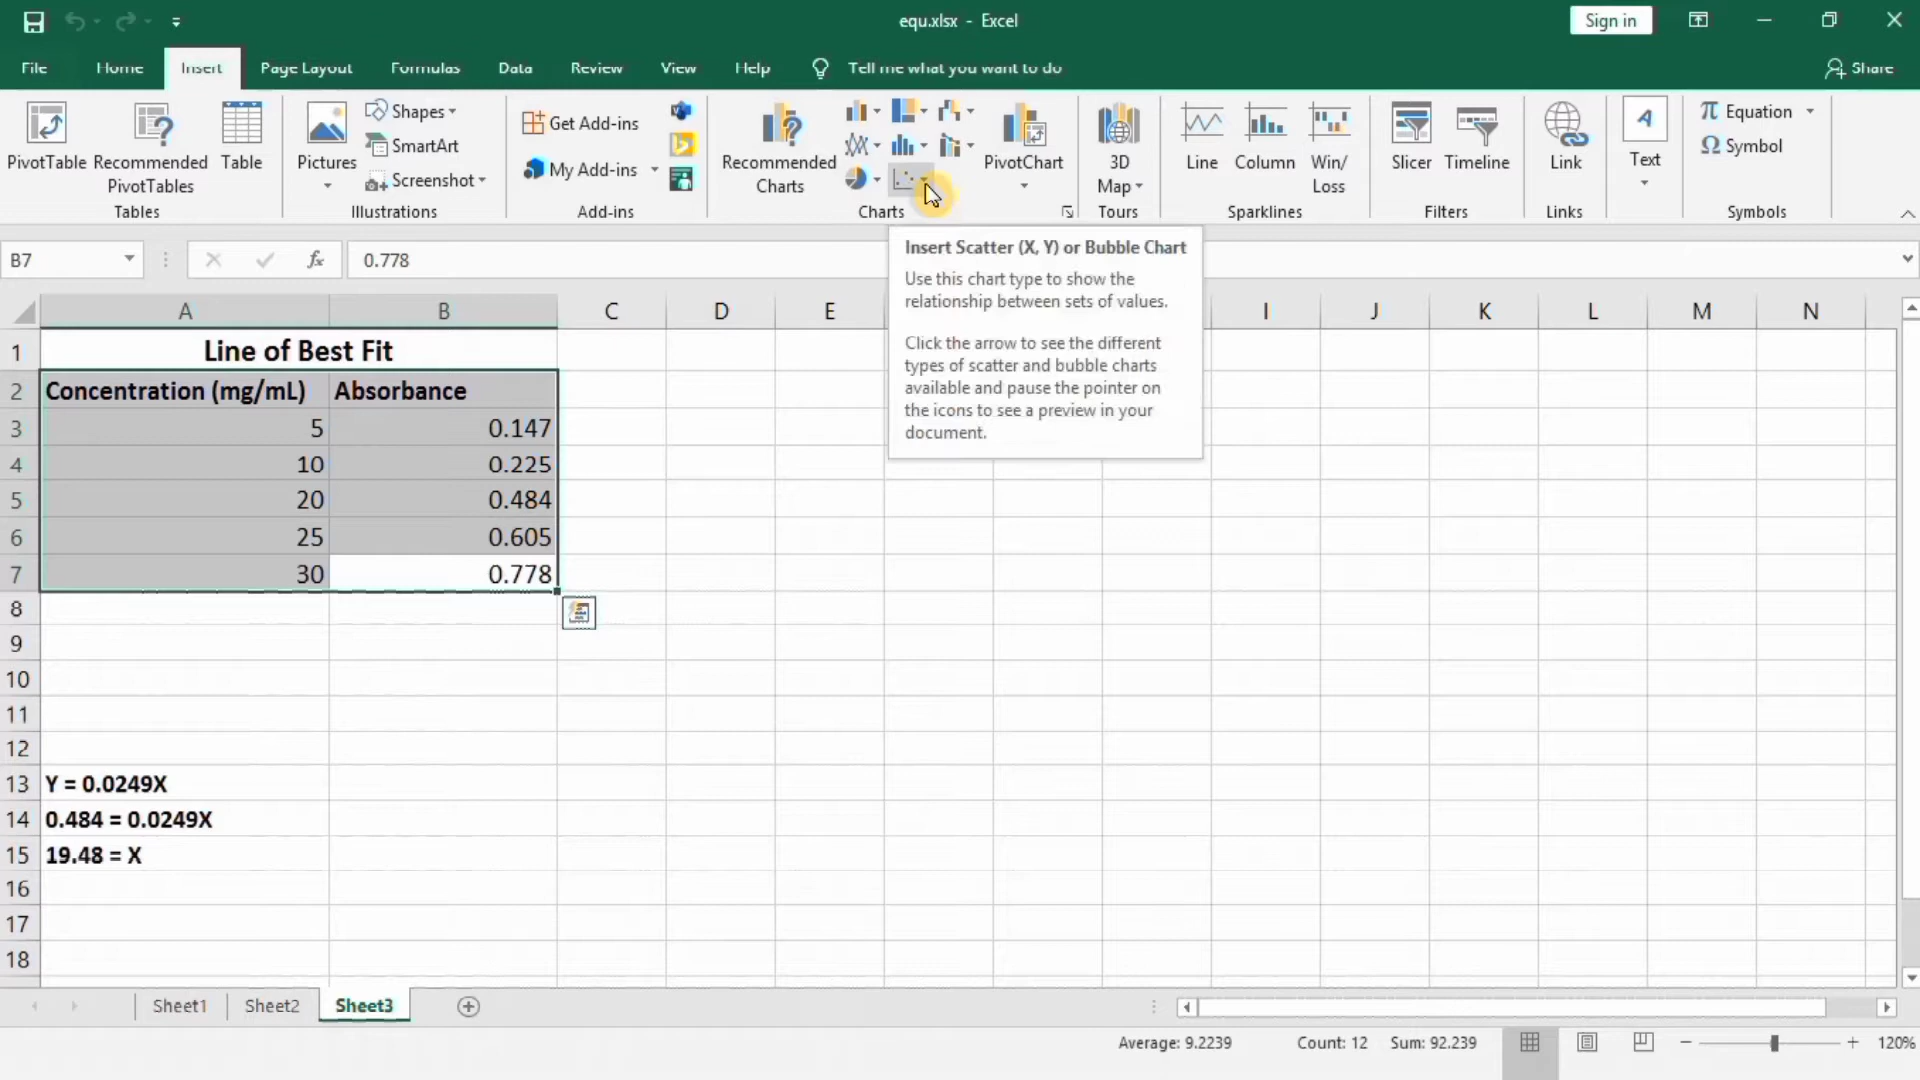 equ.xlsx - Excel
Sign in
File Home Insert Page Layout Formulas Data Review View Help Tell me what you want to do Share
PivotTable
Recommended
PivotTables
Table
Tables
Pictures
Shapes
SmartArt
Screenshot
Illustrations
Get Add-ins
My Add-ins
Add-ins
Recommended
Charts
PivotChart
Charts
3D
Map
Tours
Line
Column
Win/
Loss
Sparklines
Slicer
Timeline
Filters
Link
Links
A
Text
π Equation
Ω Symbol
Symbols
B7
fx
0.778
Insert Scatter (X, Y) or Bubble Chart
Use this chart type to show the
relationship between sets of values.
Click the arrow to see the different
types of scatter and bubble charts
available and pause the pointer on
the icons to see a preview in your
document.
A B C D E I J K L M N
1 Line of Best Fit
2 Concentration (mg/mL) Absorbance
3 5 0.147
4 10 0.225
5 20 0.484
6 25 0.605
7 30 0.778
8
9
10
11
12
13 Y = 0.0249X
14 0.484 = 0.0249X
15 19.48 = X
16
17
18
Sheet1 Sheet2 Sheet3
Average: 9.2239 Count: 12 Sum: 92.239 120%